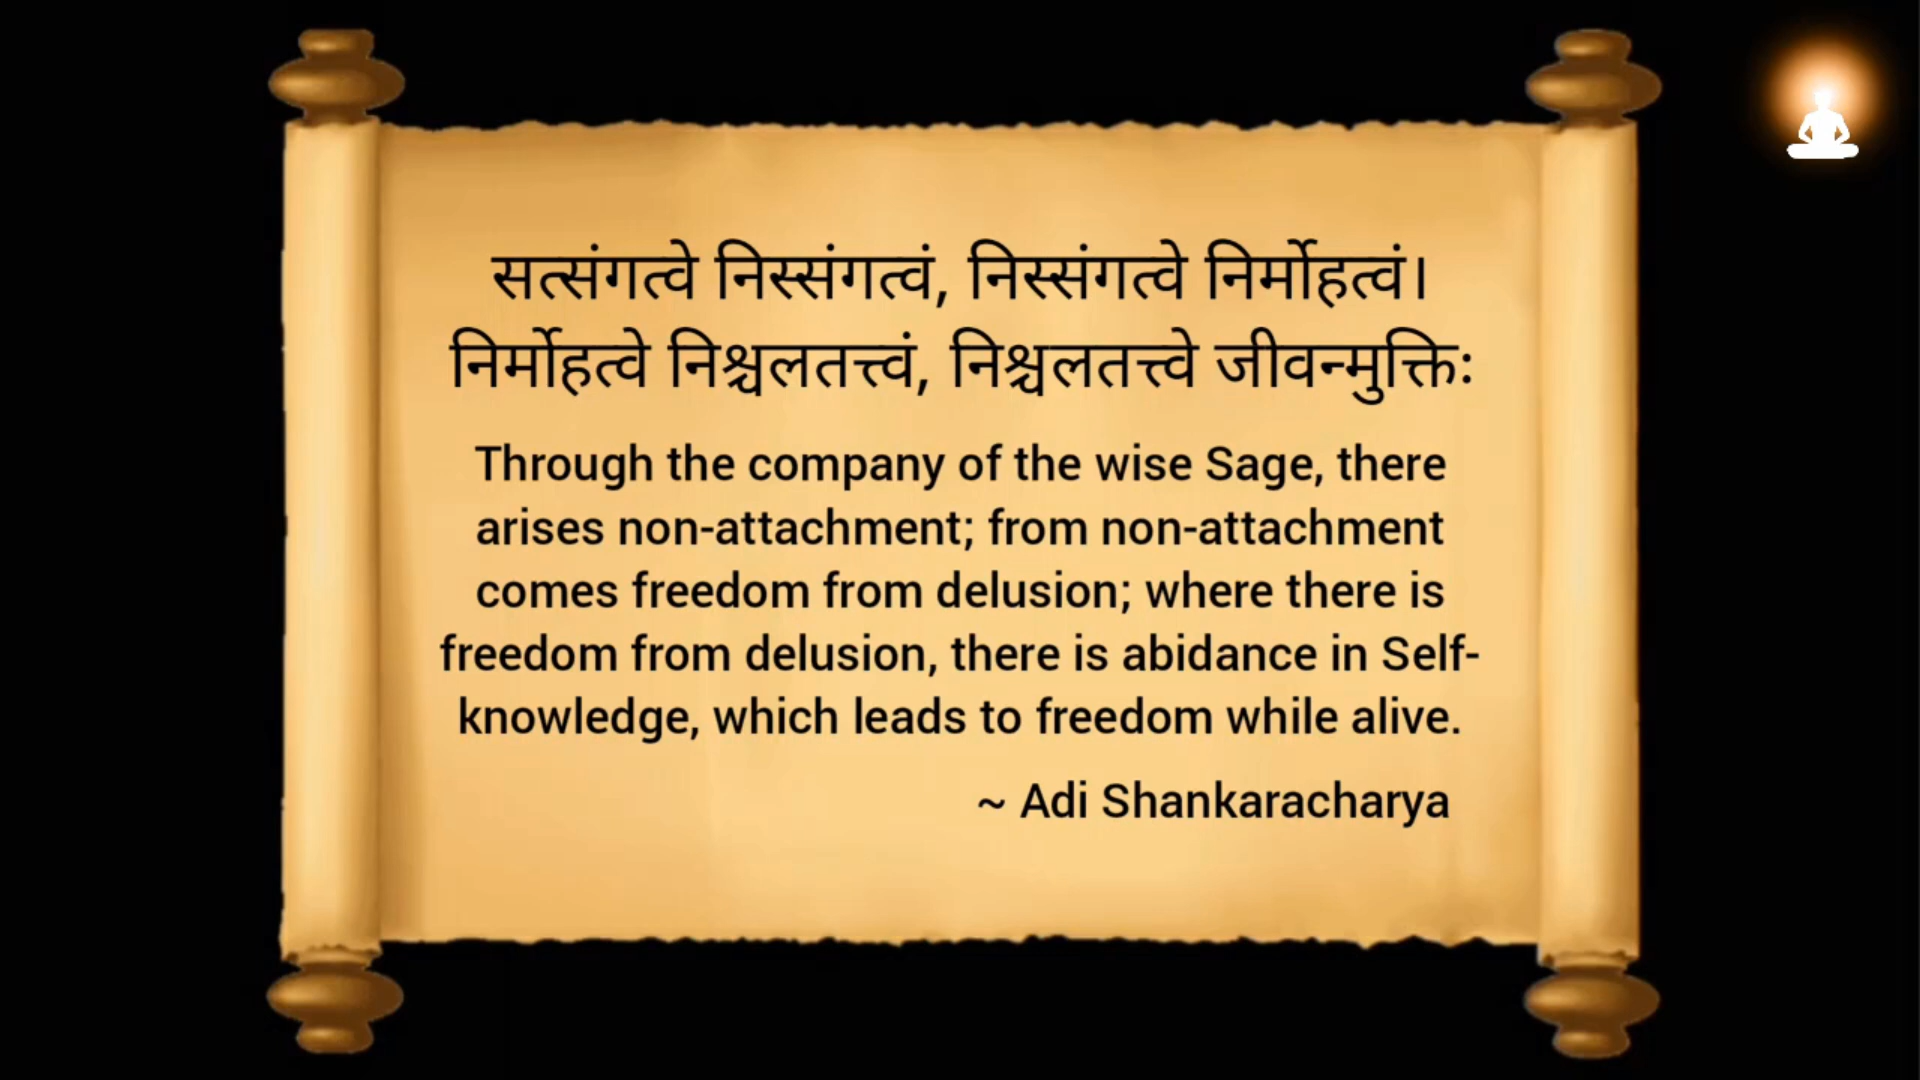 सत्संगत्वे निस्संगत्वं, निस्संगत्वे निर्मोहत्वं।
निर्मोहत्वे निश्चलतत्त्वं, निश्चलतत्त्वे जीवन्मुक्तिः
Through the company of the wise Sage, there
arises non-attachment; from non-attachment
comes freedom from delusion; where there is
freedom from delusion, there is abidance in Self-
knowledge, which leads to freedom while alive.
~ Adi Shankaracharya